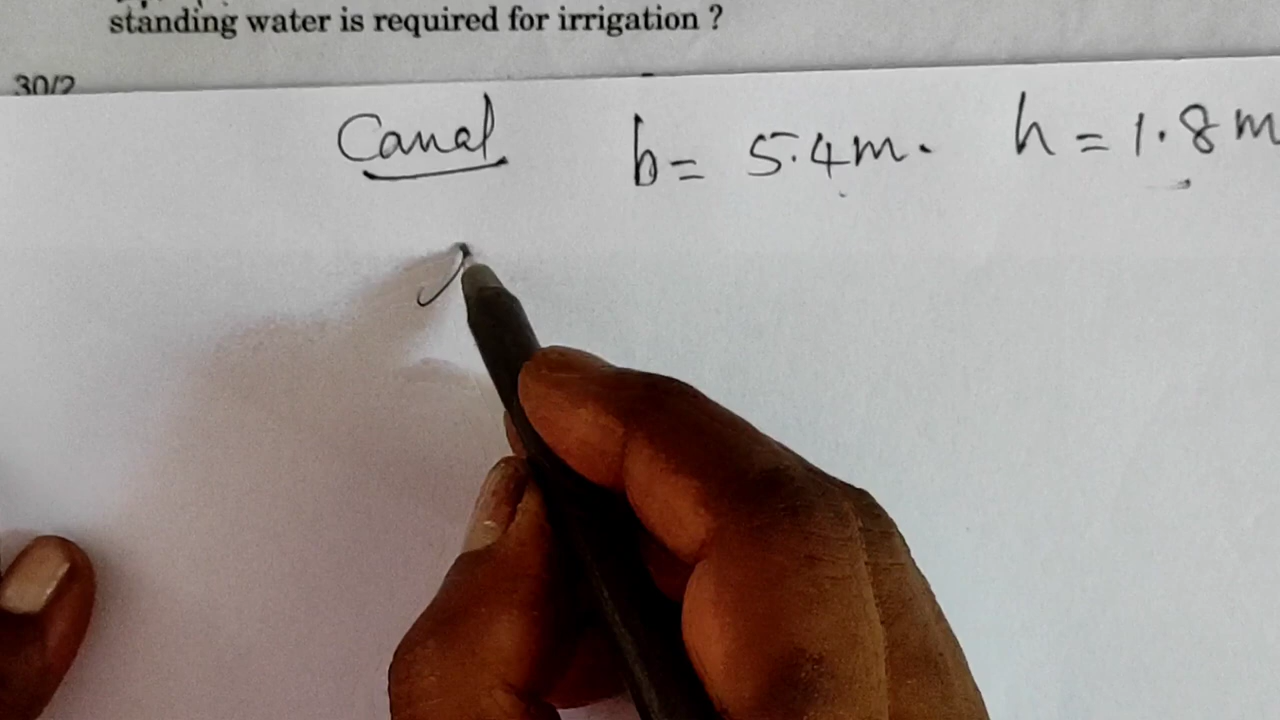 standing water is required for irrigation ?
30/2
Canal b = 5.4m. h = 1.8m